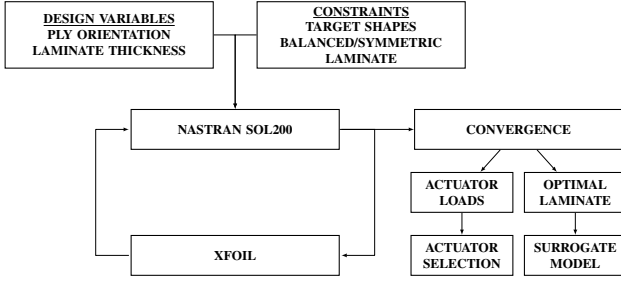 DESIGN VARIABLES
PLY ORIENTATION
LAMINATE THICKNESS
CONSTRAINTS
TARGET SHAPES
BALANCED/SYMMETRIC
LAMINATE
NASTRAN SOL200
CONVERGENCE
ACTUATOR
LOADS
OPTIMAL
LAMINATE
XFOIL
ACTUATOR
SELECTION
SURROGATE
MODEL